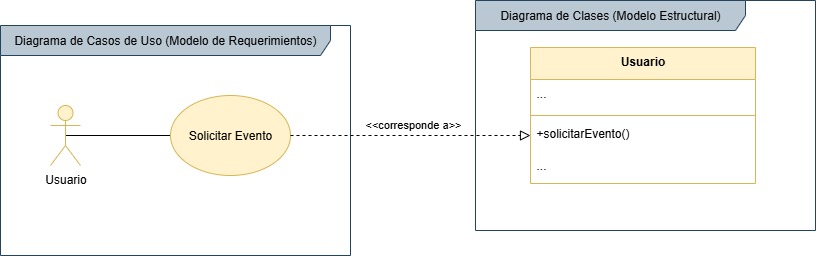 Diagrama de Casos de Uso (Modelo de Requerimientos)
Usuario
Solicitar Evento
<<corresponde a>>
Diagrama de Clases (Modelo Estructural)
Usuario
...
+solicitarEvento()
...